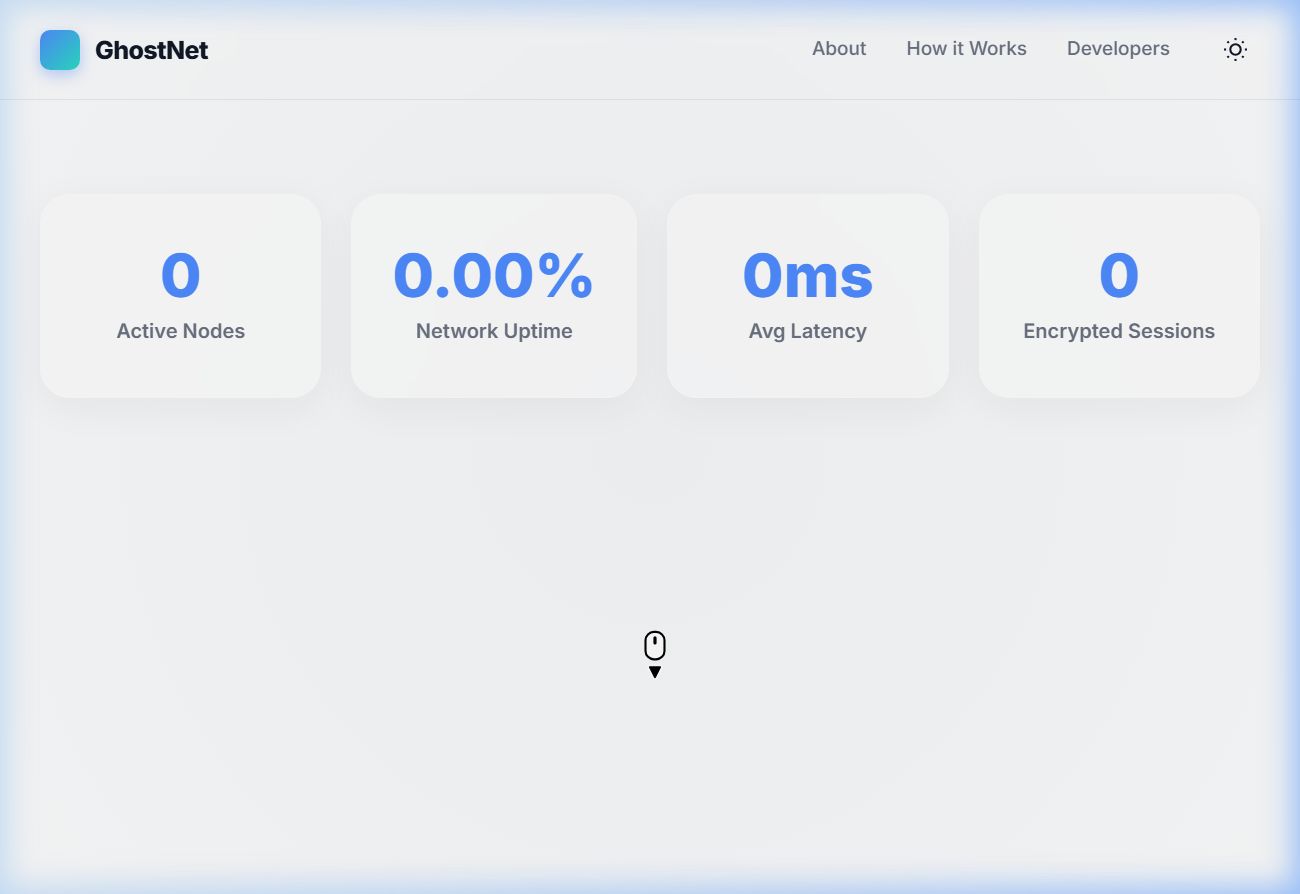 GhostNet
About
How it Works
Developers
0
Active Nodes
0.00%
Network Uptime
0ms
Avg Latency
0
Encrypted Sessions